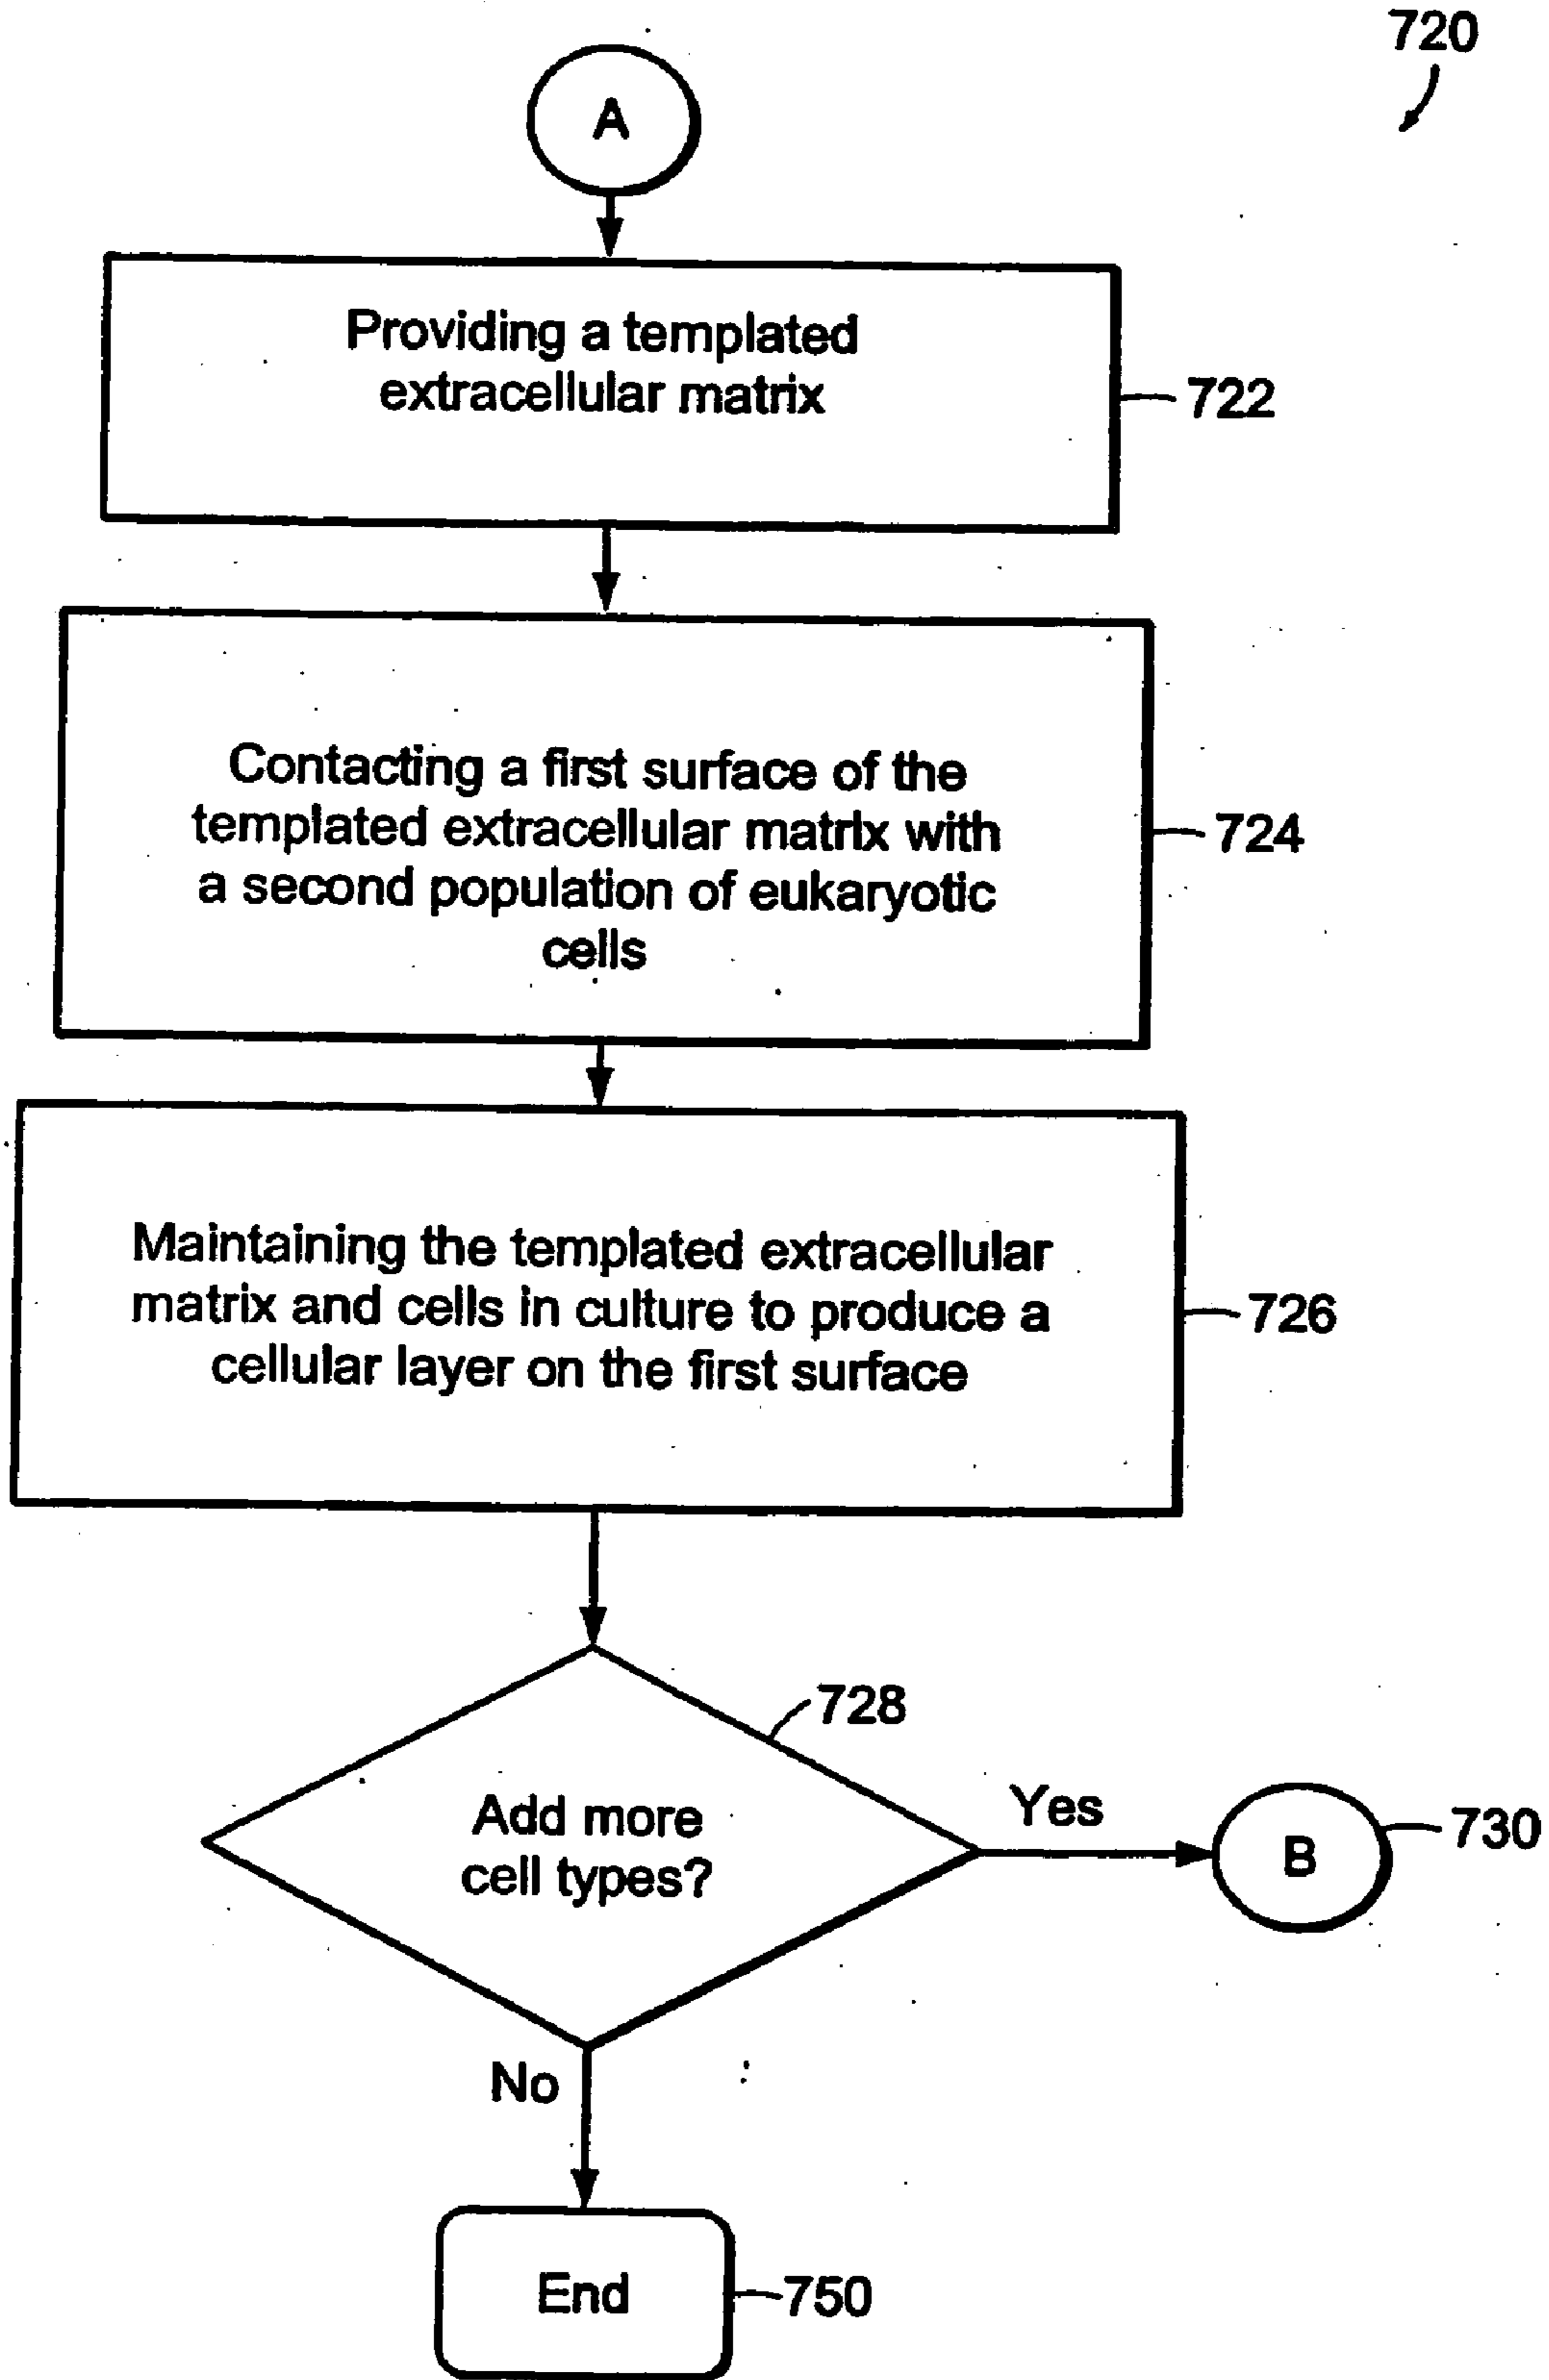 720
A
Providing a templated
extracellular matrix
722
Contacting a first surface of the
templated extracellular matrix with
a second population of eukaryotic
cells
724
Maintaining the templated extracellular
matrix and cells in culture to produce a
cellular layer on the first surface
726
728
Add more
cell types?
Yes
B
730
No
End
750